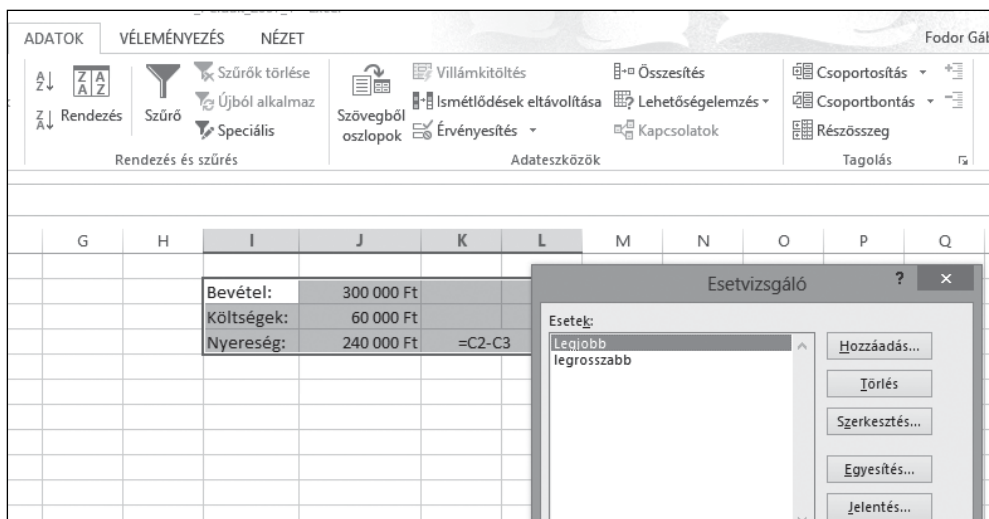 ADATOK VÉLEMÉNYEZÉS NÉZET Fodor Gáb
Rendezés
Szűrő
Szűrők törlése
Újból alkalmaz
Speciális
Rendezés és szűrés
Szövegből
oszlopok
Villámkitöltés
Ismétlődések eltávolítása
Érvényesítés
Összesítés
Lehetőségelemzés
Kapcsolatok
Adateszközök
Csoportosítás
Csoportbontás
Részösszeg
Tagolás
G H I J K L M N O P Q
Bevétel: 300 000 Ft
Költségek: 60 000 Ft
Nyereség: 240 000 Ft =C2-C3
Esetvizsgáló ? ×
Esetek:
Legjobb
legrosszabb
Hozzáadás...
Törlés
Szerkesztés...
Egyesítés...
Jelentés...